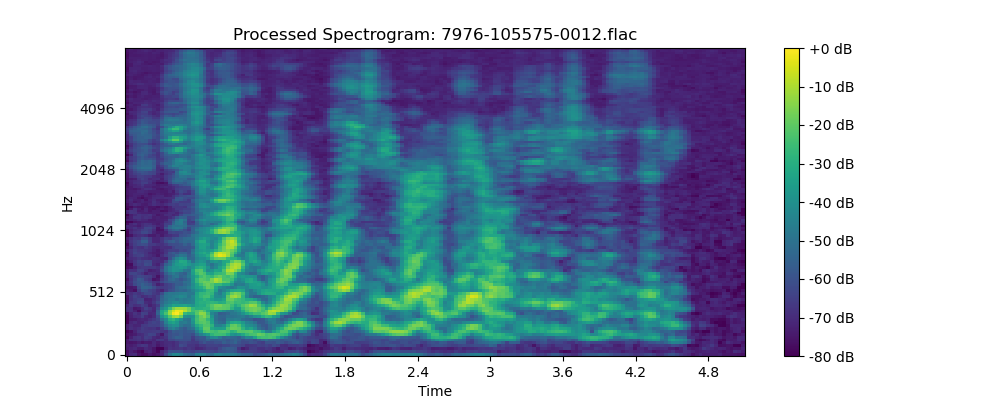 Processed Spectrogram: 7976-105575-0012.flac
+0 dB
-10 dB
-20 dB
-30 dB
-40 dB
-50 dB
-60 dB
-70 dB
-80 dB
4096
2048
1024
512
0
Hz
0 0.6 1.2 1.8 2.4 3 3.6 4.2 4.8
Time